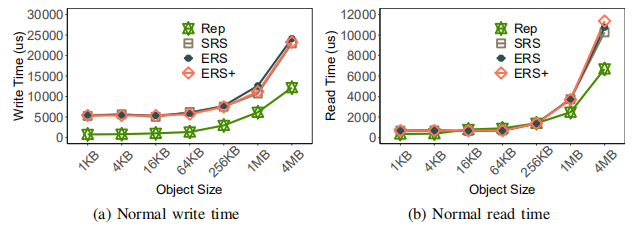 30000
25000
20000
15000
10000
5000
0
Write Time (us)
Rep
SRS
ERS
ERS+
1KB
4KB
16KB
64KB
256KB
1MB
4MB
Object Size
(a) Normal write time
12000
10000
8000
6000
4000
2000
0
Read Time (us)
Rep
SRS
ERS
ERS+
1KB
4KB
16KB
64KB
256KB
1MB
4MB
Object Size
(b) Normal read time